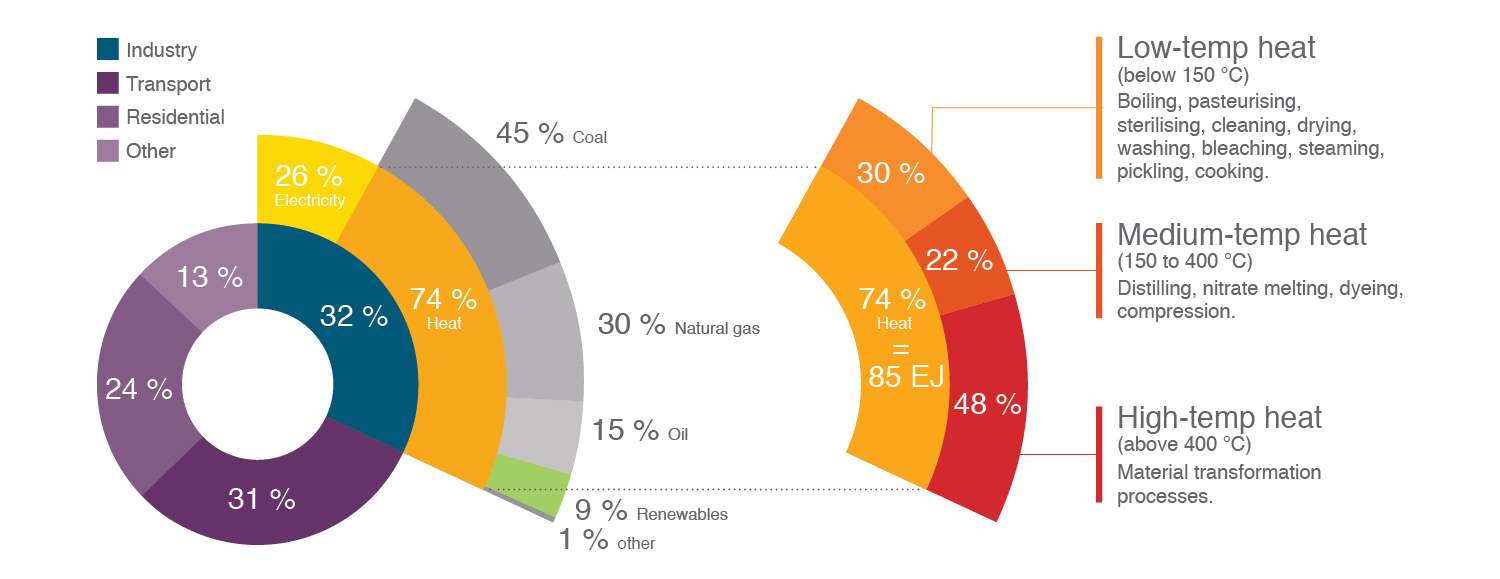 Industry
Transport
Residential
Other
26 %
Electricity
13 %
32 %
24 %
31 %
74 %
Heat
45 % Coal
30 % Natural gas
15 % Oil
9 % Renewables
1 % other
30 %
22 %
48 %
74 %
Heat
=
85 EJ
Low-temp heat
(below 150 °C)
Boiling, pasteurising,
sterilising, cleaning, drying,
washing, bleaching, steaming,
pickling, cooking.
Medium-temp heat
(150 to 400 °C)
Distilling, nitrate melting, dyeing,
compression.
High-temp heat
(above 400 °C)
Material transformation
processes.